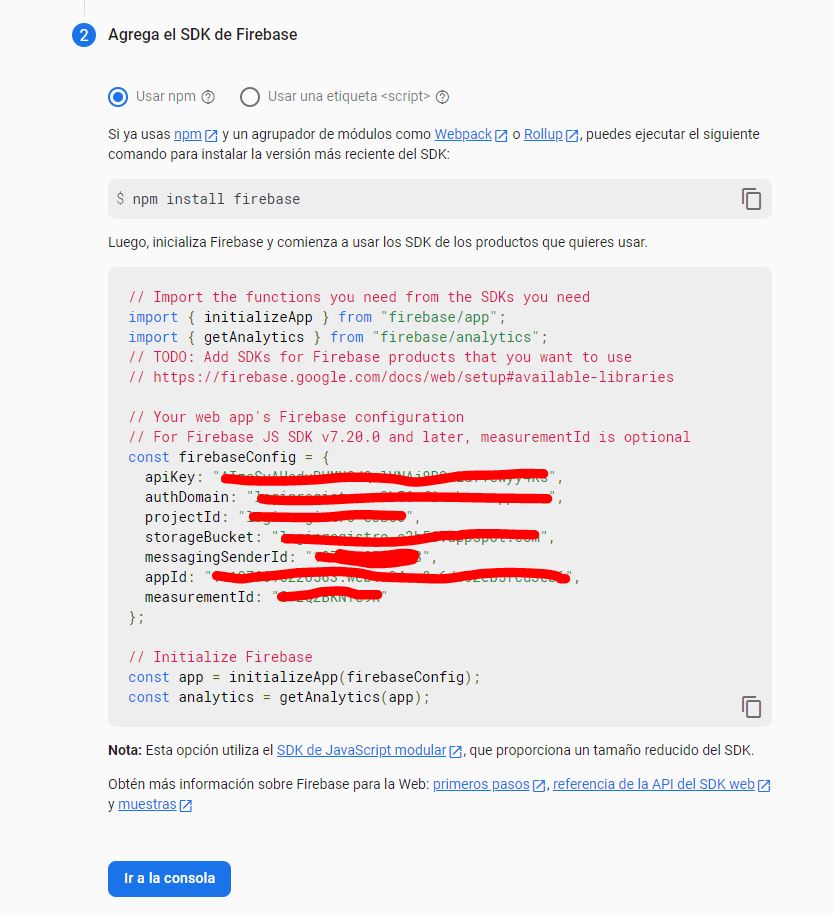 2 Agrega el SDK de Firebase
Usar npm ? Usar una etiqueta <script> ?
Si ya usas npm y un agrupador de módulos como Webpack o Rollup, puedes ejecutar el siguiente
comando para instalar la versión más reciente del SDK:
$ npm install firebase
Luego, inicializa Firebase y comienza a usar los SDK de los productos que quieres usar.
// Import the functions you need from the SDKs you need
import { initializeApp } from "firebase/app";
import { getAnalytics } from "firebase/analytics";
// TODO: Add SDKs for Firebase products that you want to use
// https://firebase.google.com/docs/web/setup#available-libraries
// Your web app's Firebase configuration
// For Firebase JS SDK v7.20.0 and later, measurementId is optional
const firebaseConfig = {
apiKey: "
authDomain: "
projectId: "
storageBucket: "
messagingSenderId: "
appId: "
measurementId: "
};
// Initialize Firebase
const app = initializeApp(firebaseConfig);
const analytics = getAnalytics(app);
Nota: Esta opción utiliza el SDK de JavaScript modular, que proporciona un tamaño reducido del SDK.
Obtén más información sobre Firebase para la Web: primeros pasos, referencia de la API del SDK web
y muestras
Ir a la consola